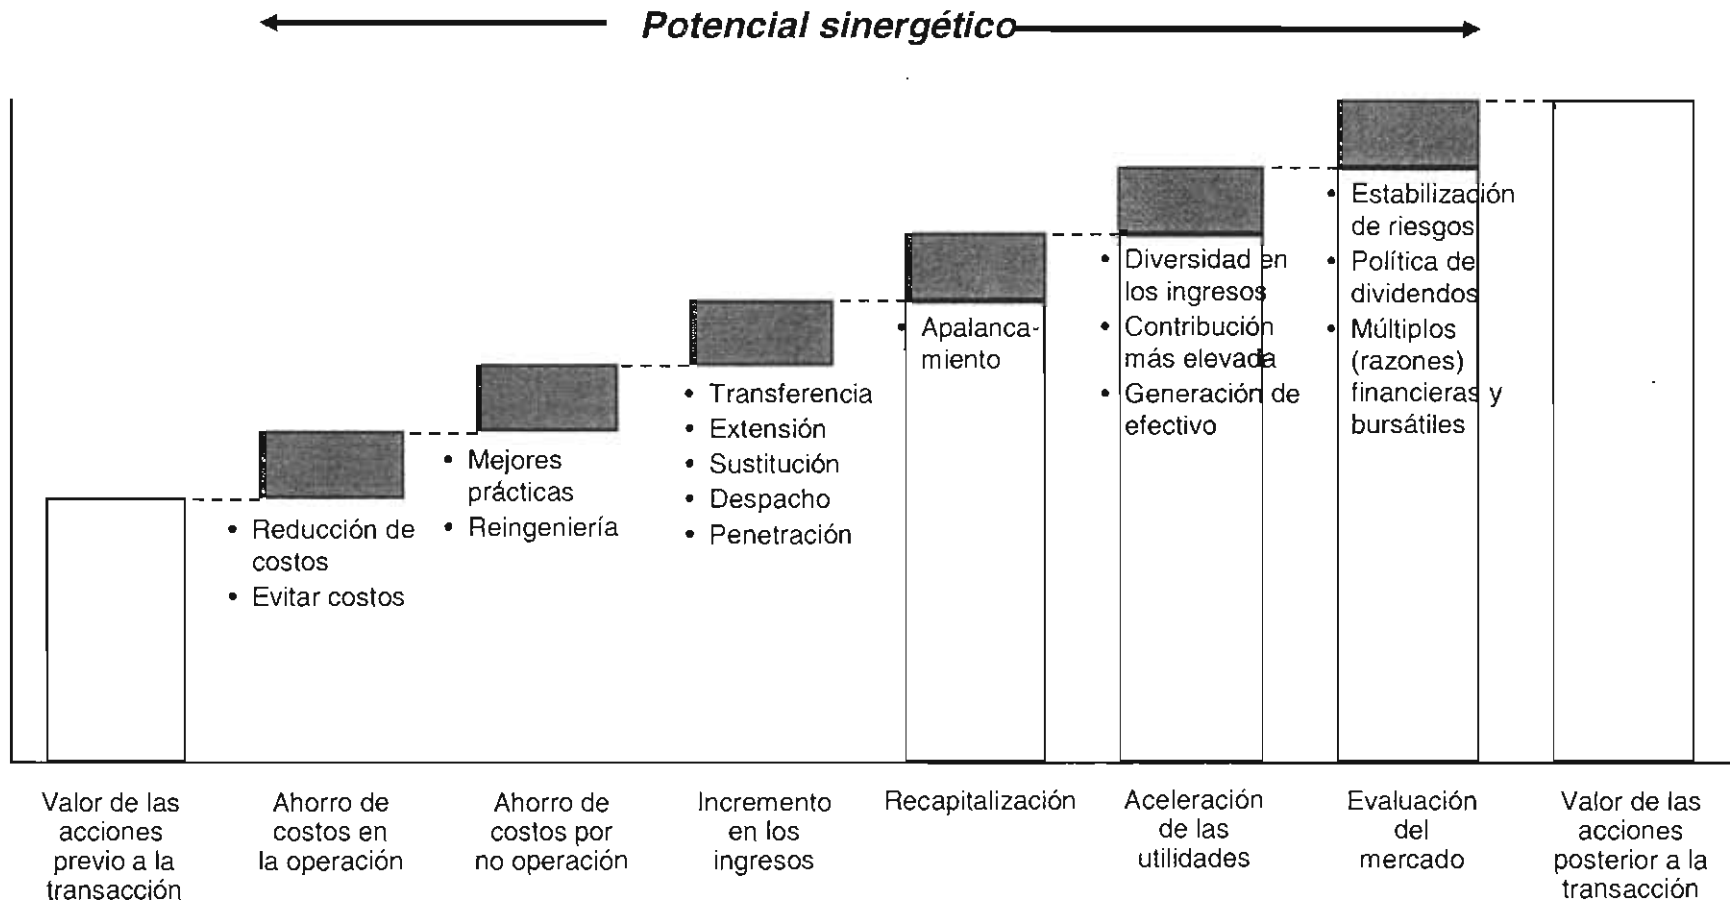 Potencial sinergético
• Reducción de
costos
• Evitar costos
• Mejores
prácticas
• Reingeniería
• Transferencia
• Extensión
• Sustitución
• Despacho
• Penetración
• Apalanca-
miento
• Diversidad en
los ingresos
• Contribución
más elevada
• Generación de
efectivo
• Estabilización
de riesgos
• Política de
dividendos
• Múltiplos
(razones)
financieras y
bursátiles
Valor de las
acciones
previo a la
transacción
Ahorro de
costos en
la operación
Ahorro de
costos por
no operación
Incremento
en los
ingresos
Recapitalización
Aceleración
de las
utilidades
Evaluación
del
mercado
Valor de las
acciones
posterior a la
transacción